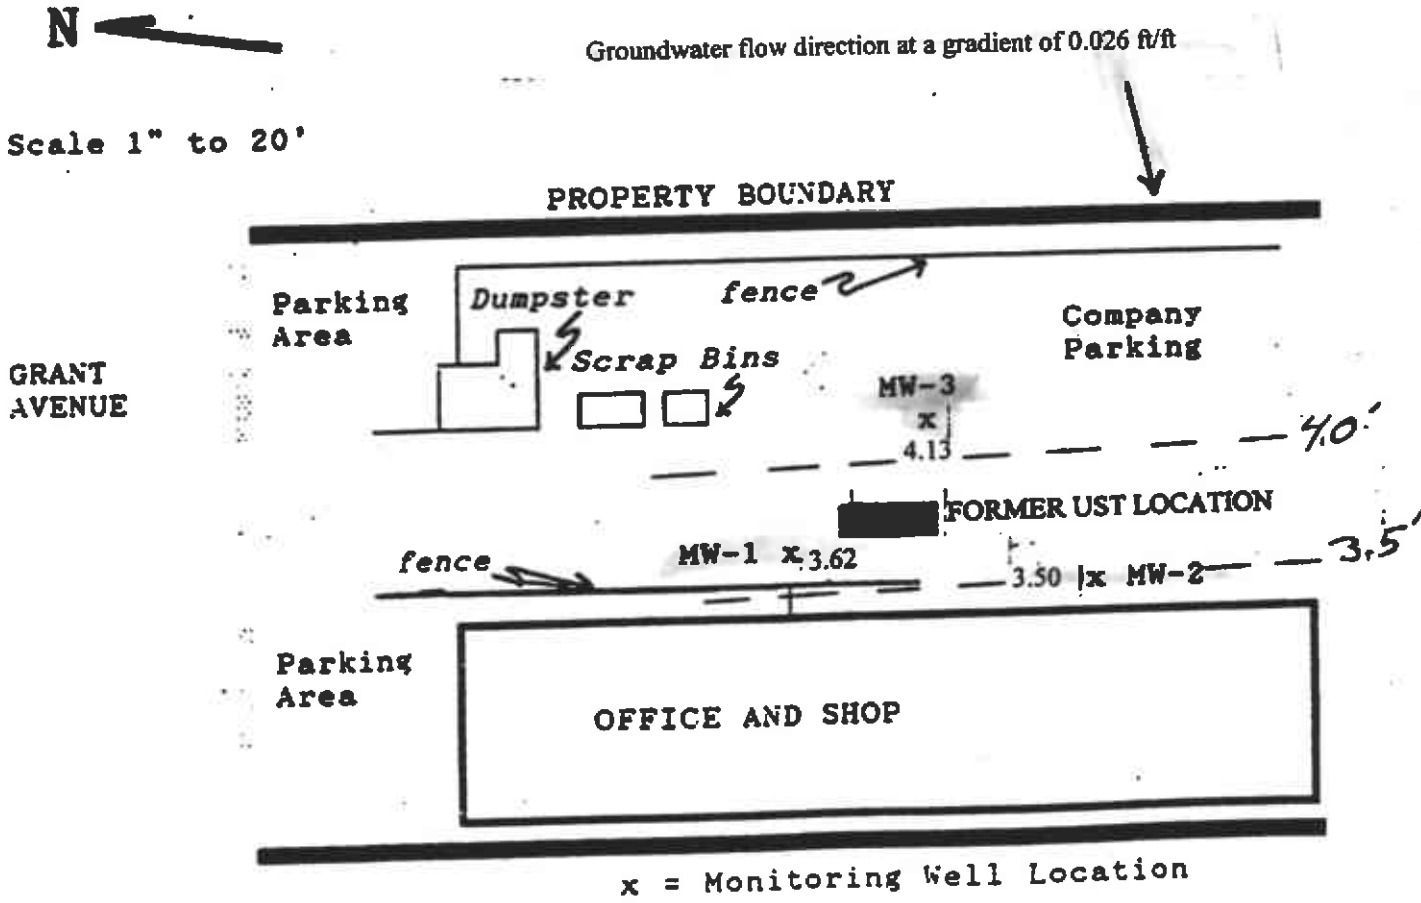 N
Groundwater flow direction at a gradient of 0.026 ft/ft
Scale 1" to 20'
PROPERTY BOUNDARY
Parking
Area
Dumpster
fence
Company
Parking
GRANT
AVENUE
Scrap Bins
MW-3
x
4.13
4.0'
FORMER UST LOCATION
fence
MW-1 x 3.62
3.50 x MW-2
3.5'
Parking
Area
OFFICE AND SHOP
x = Monitoring Well Location